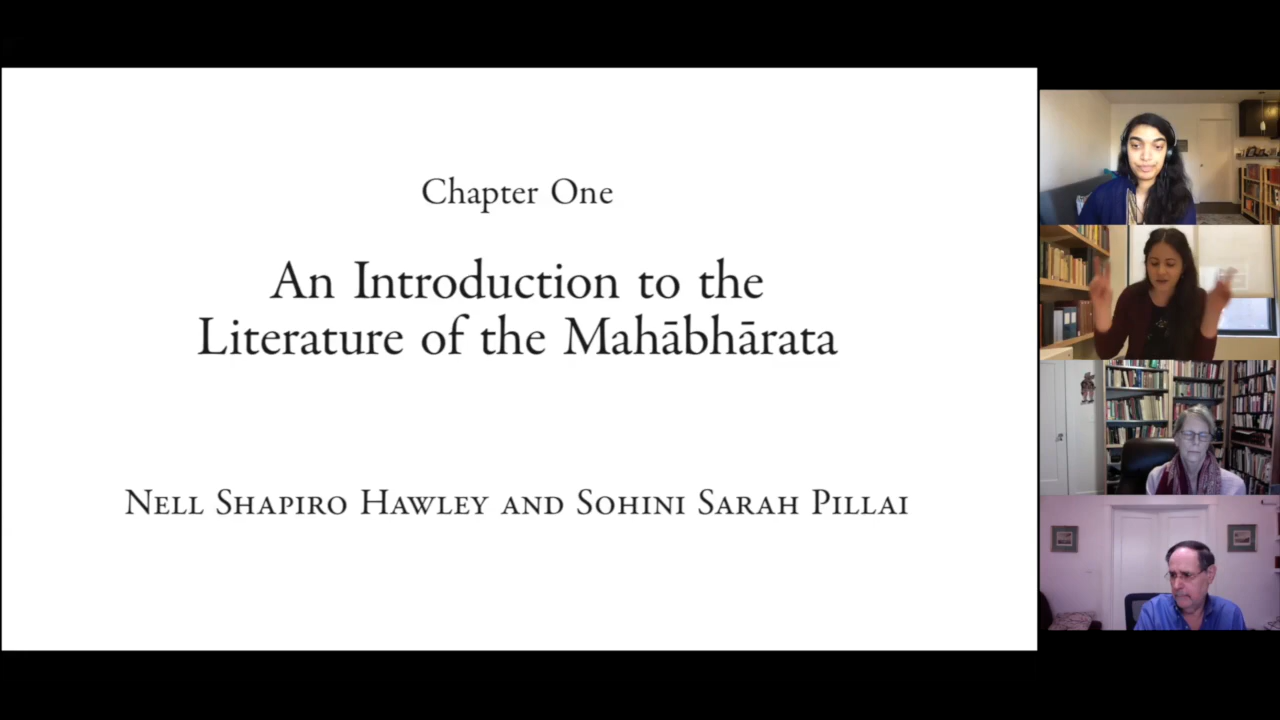 Chapter One
An Introduction to the
Literature of the Mahābhārata
Nell Shapiro Hawley and Sohini Sarah Pillai